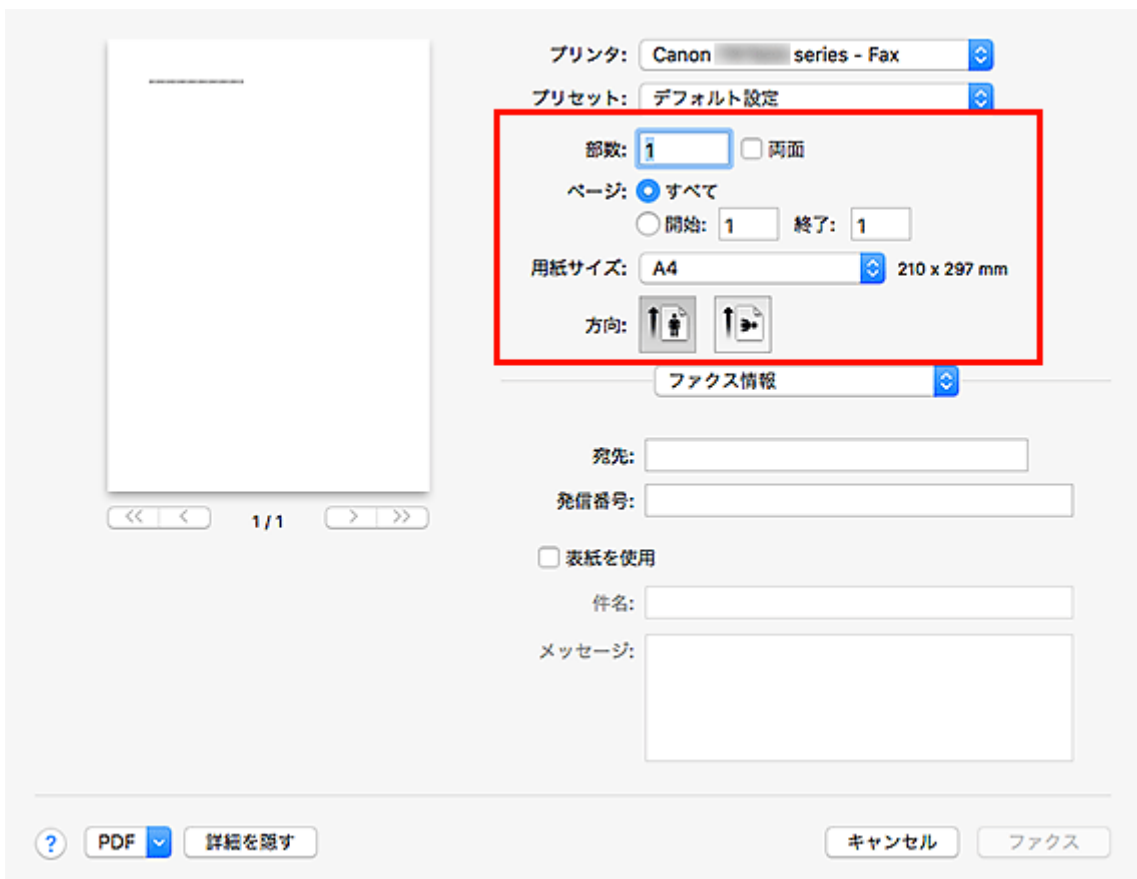 プリンタ: Canon series - Fax
プリセット: デフォルト設定
部数: 1 両面
ページ: すべて
開始: 1 終了: 1
用紙サイズ: A4 210 x 297 mm
方向:
ファクス情報
宛先:
発信番号:
1 / 1
表紙を使用
件名:
メッセージ:
? PDF 詳細を隠す キャンセル ファクス